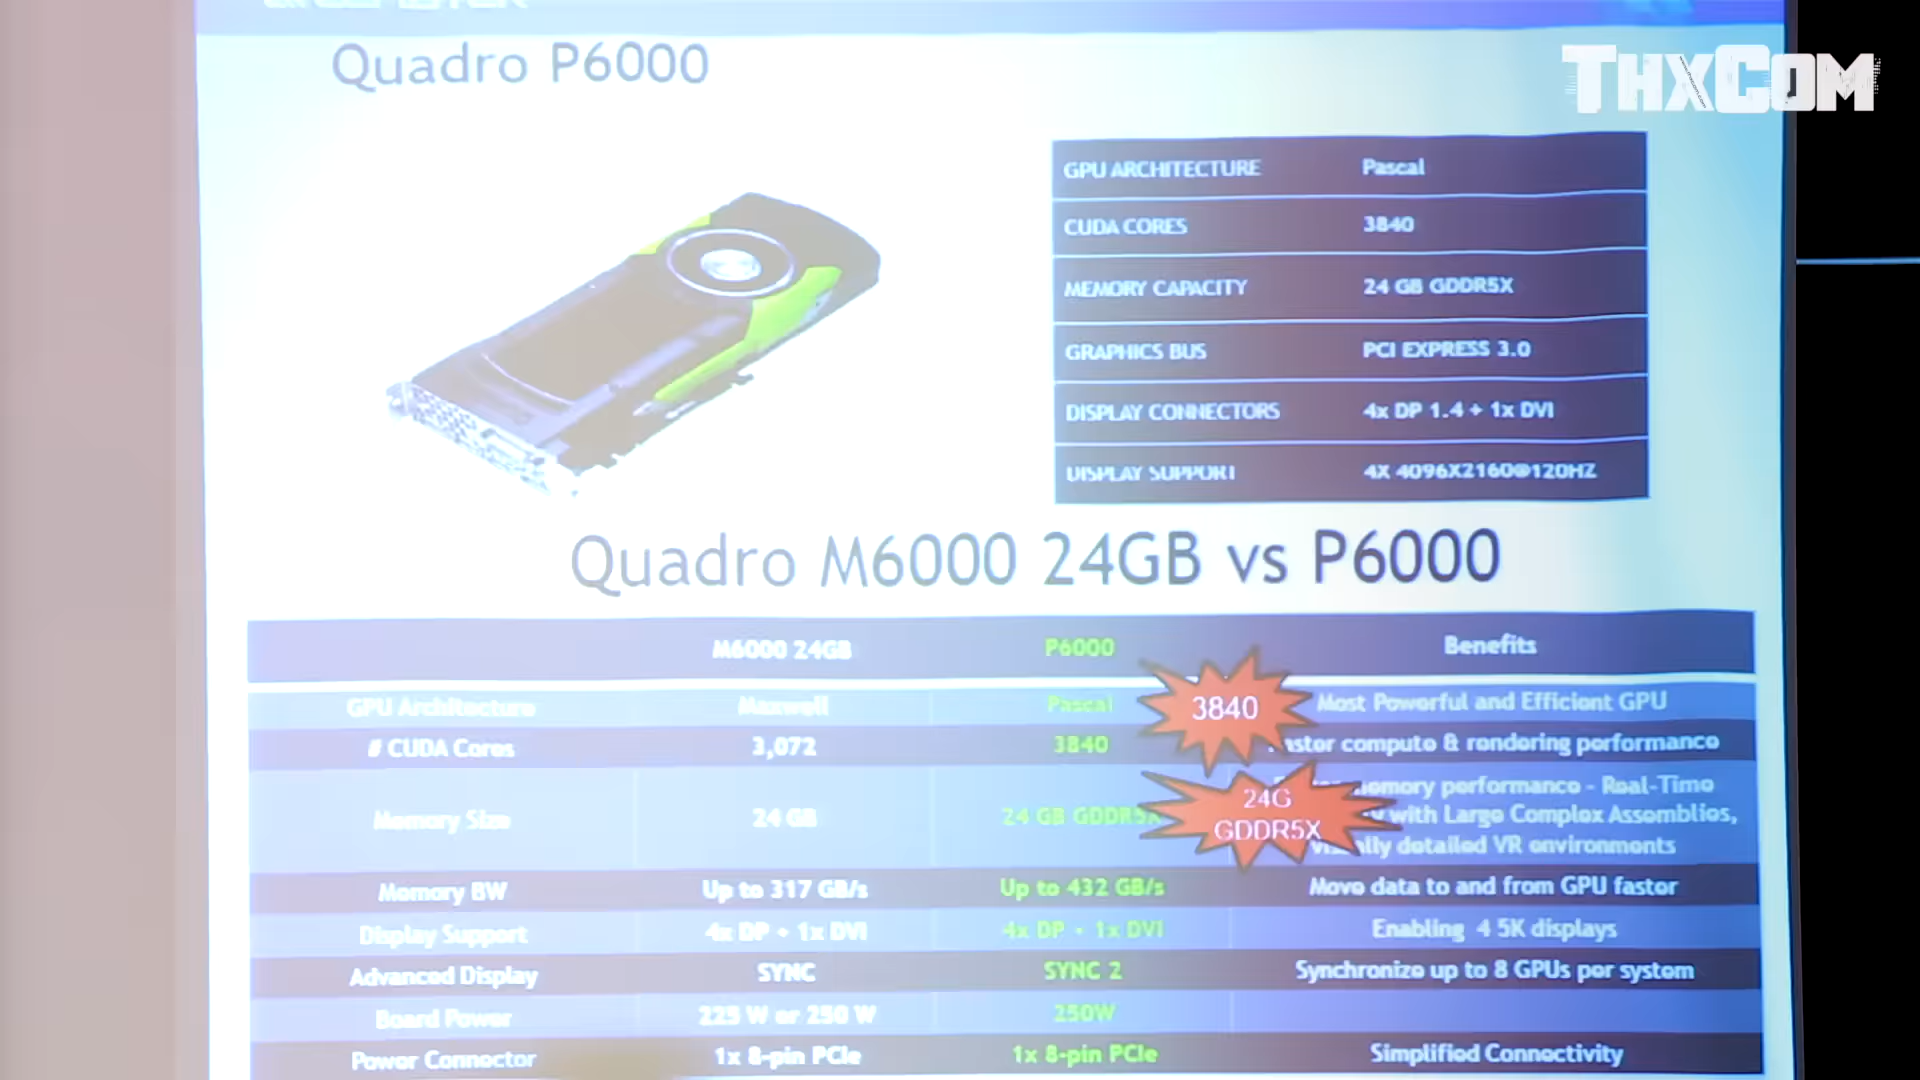 Quadro P6000
THXCOM
GPU ARCHITECTURE Pascal
CUDA CORES 3840
MEMORY CAPACITY 24 GB GDDR5X
GRAPHICS BUS PCI EXPRESS 3.0
DISPLAY CONNECTORS 4x DP 1.4 + 1x DVI
DISPLAY SUPPORT 4X 4096X2160@120HZ
Quadro M6000 24GB vs P6000
M6000 24GB P6000 Benefits
GPU Architecture Maxwell Pascal 3840 Most Powerful and Efficient GPU
# CUDA Cores 3,072 3840 compute & rendering performance
performance - Real-Time
Memory Size 24 GB 24 GB GDDR5X 24G GDDR5X with Large Complex Assemblies,
detailed VR environments
Memory BW Up to 317 GB/s Up to 432 GB/s Move data to and from GPU faster
Display Support 4x DP + 1x DVI 4x DP + 1x DVI Enabling 4 5K displays
Advanced Display SYNC SYNC 2 Synchronize up to 8 GPUs per system
Board Power 225 W or 250 W 250W
Power Connector 1x 8-pin PCIe 1x 8-pin PCIe Simplified Connectivity